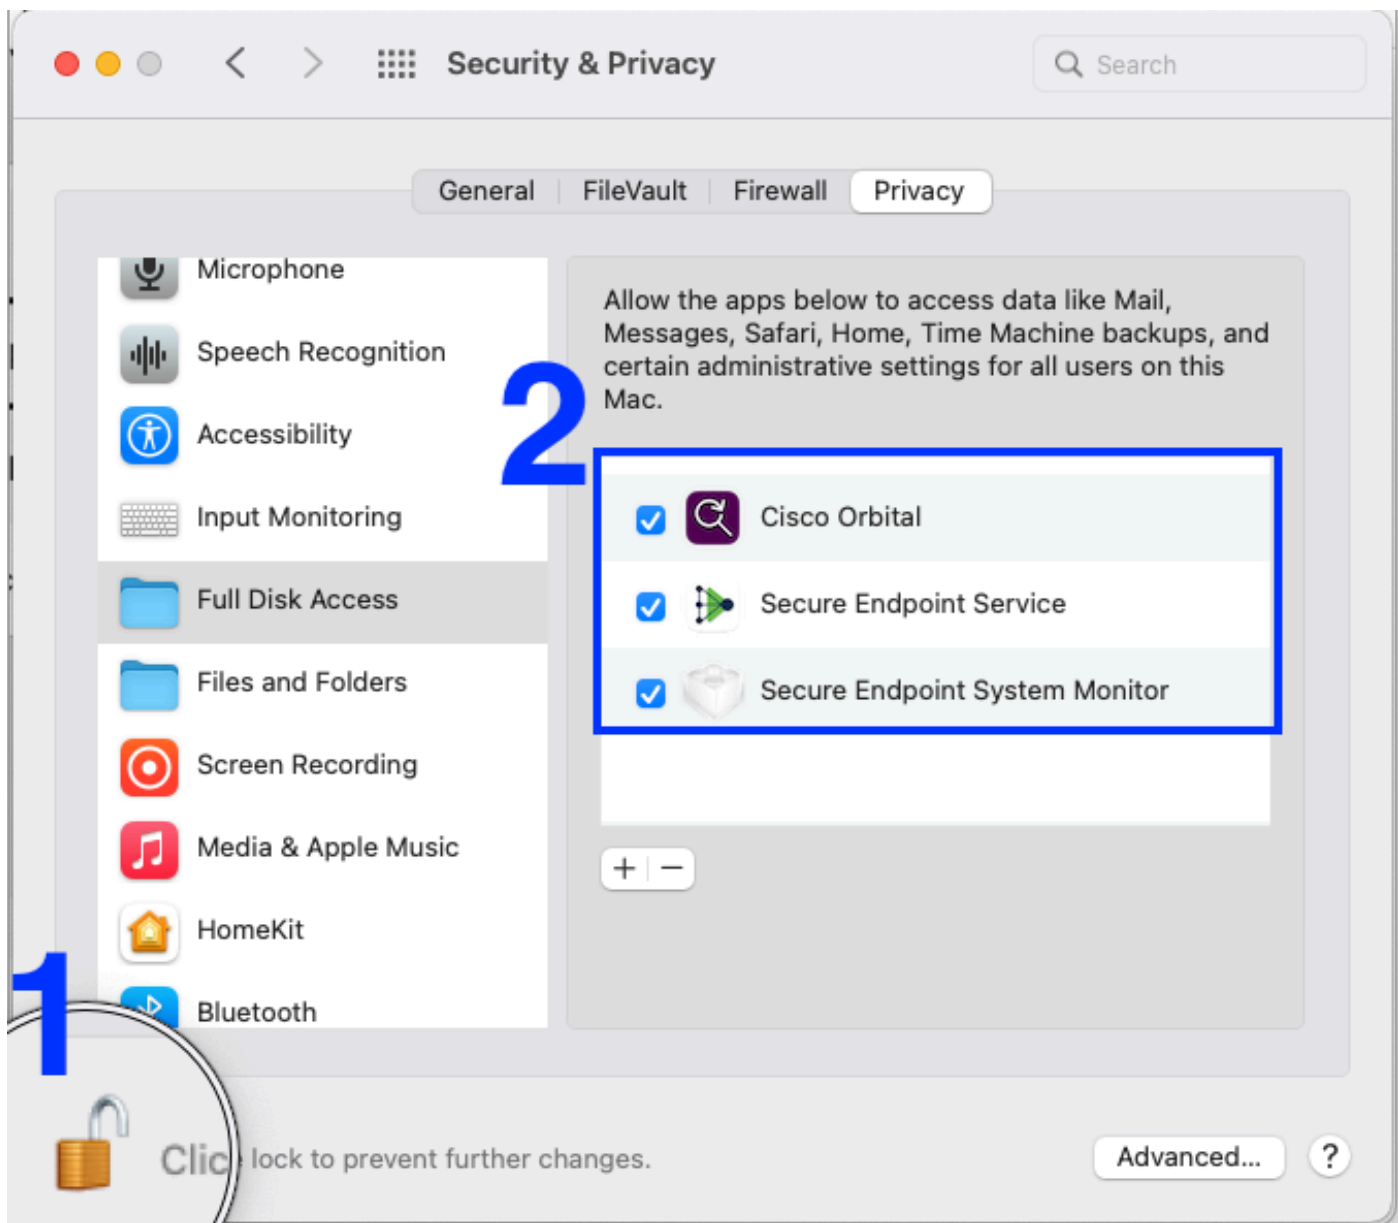 Security & Privacy
Search
General
FileVault
Firewall
Privacy
Microphone
Speech Recognition
Accessibility
Input Monitoring
Full Disk Access
Files and Folders
Screen Recording
Media & Apple Music
HomeKit
Bluetooth
2
Allow the apps below to access data like Mail,
Messages, Safari, Home, Time Machine backups, and
certain administrative settings for all users on this
Mac.
Cisco Orbital
Secure Endpoint Service
Secure Endpoint System Monitor
+ −
1
Clic lock to prevent further changes.
Advanced...
?